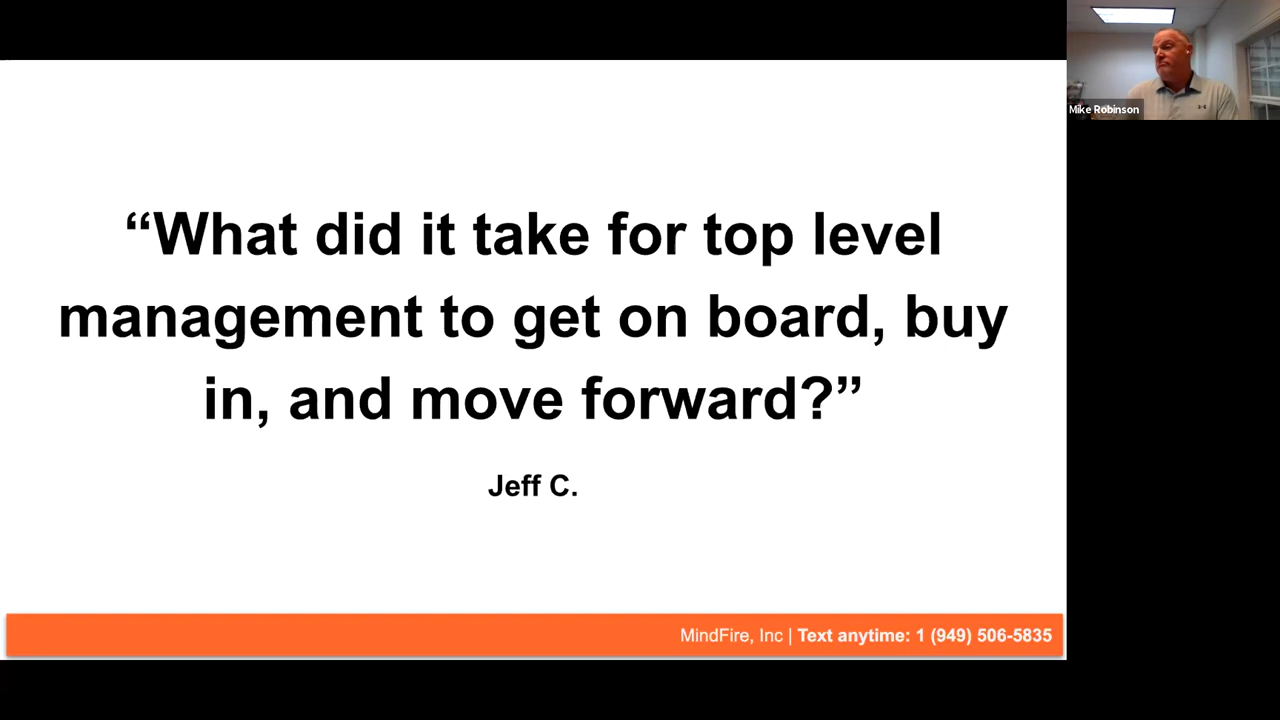 Mike Robinson
“What did it take for top level
management to get on board, buy
in, and move forward?”
Jeff C.
MindFire, Inc | Text anytime: 1 (949) 506-5835